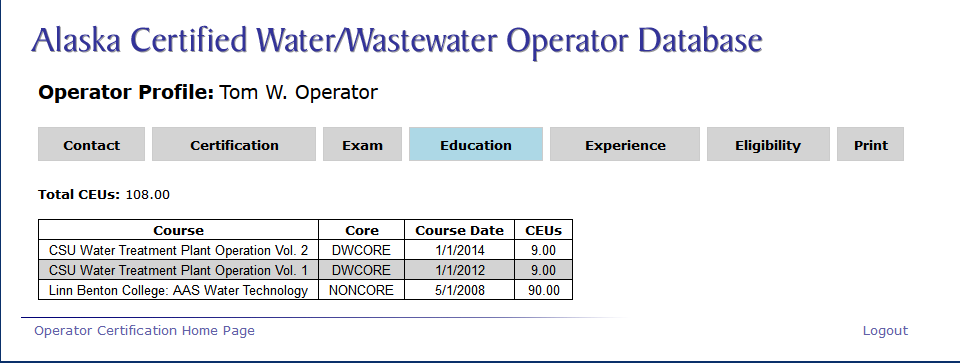 Alaska Certified Water/Wastewater Operator Database
Operator Profile: Tom W. Operator
Contact Certification Exam Education Experience Eligibility Print
Total CEUs: 108.00
Course Core Course Date CEUs
CSU Water Treatment Plant Operation Vol. 2 DWCORE 1/1/2014 9.00
CSU Water Treatment Plant Operation Vol. 1 DWCORE 1/1/2012 9.00
Linn Benton College: AAS Water Technology NONCORE 5/1/2008 90.00
Operator Certification Home Page Logout